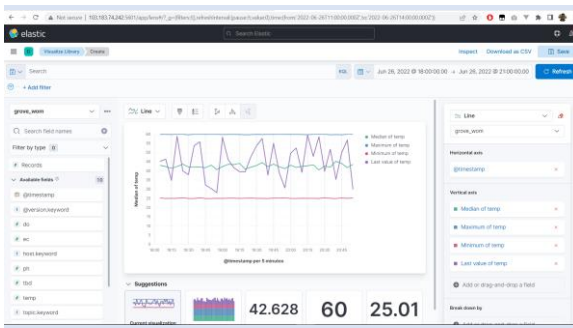 Not secure
elastic
Search Elastic
Visualize Library
Create
Inspect
Download as CSV
Save
Search
KQL
Jun 26, 2022 @ 18:00:00.00
→
Jun 26, 2022 @ 21:00:00.00
Refresh
+ Add filter
grove_wom
Search field names
Filter by type 0
Records
Available fields
@timestamp
@version.keyword
do
ec
host.keyword
ph
tbd
temp
topic.keyword
Line
Median of temp
Median of temp
Maximum of temp
Minimum of temp
Last value of temp
@timestamp per 5 minutes
Suggestions
Current visualization
42.628
60
25.01
Line
grove_wom
Horizontal axis
@timestamp
Vertical axis
Median of temp
Maximum of temp
Minimum of temp
Last value of temp
Add or drag-and-drop a field
Break down by